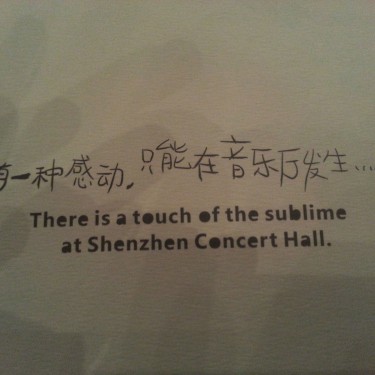 有一种感动,只能在音乐厅发生...
There is a touch of the sublime
at Shenzhen Concert Hall.